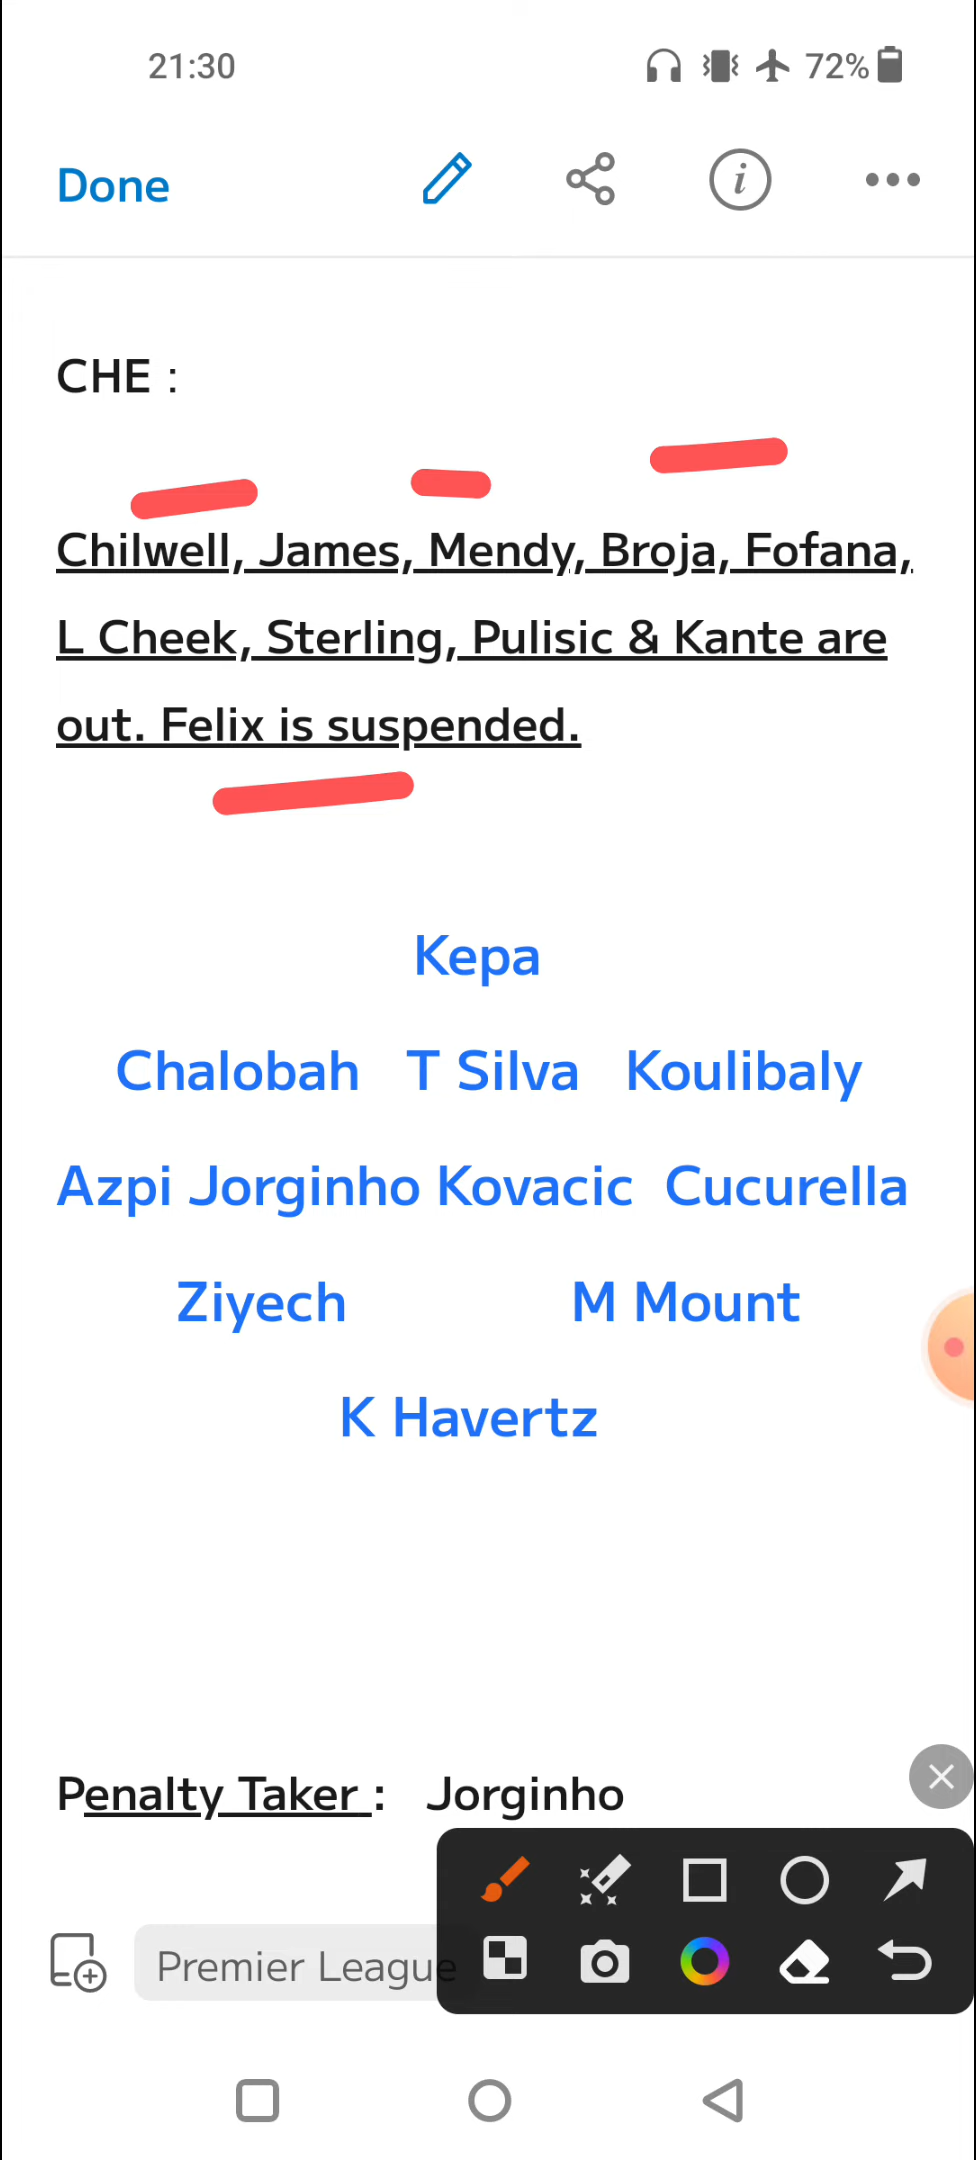 21:30 72%
Done
CHE :
Chilwell, James, Mendy, Broja, Fofana,
L Cheek, Sterling, Pulisic & Kante are
out. Felix is suspended.
Kepa
Chalobah T Silva Koulibaly
Azpi Jorginho Kovacic Cucurella
Ziyech M Mount
K Havertz
Penalty Taker : Jorginho
Premier League